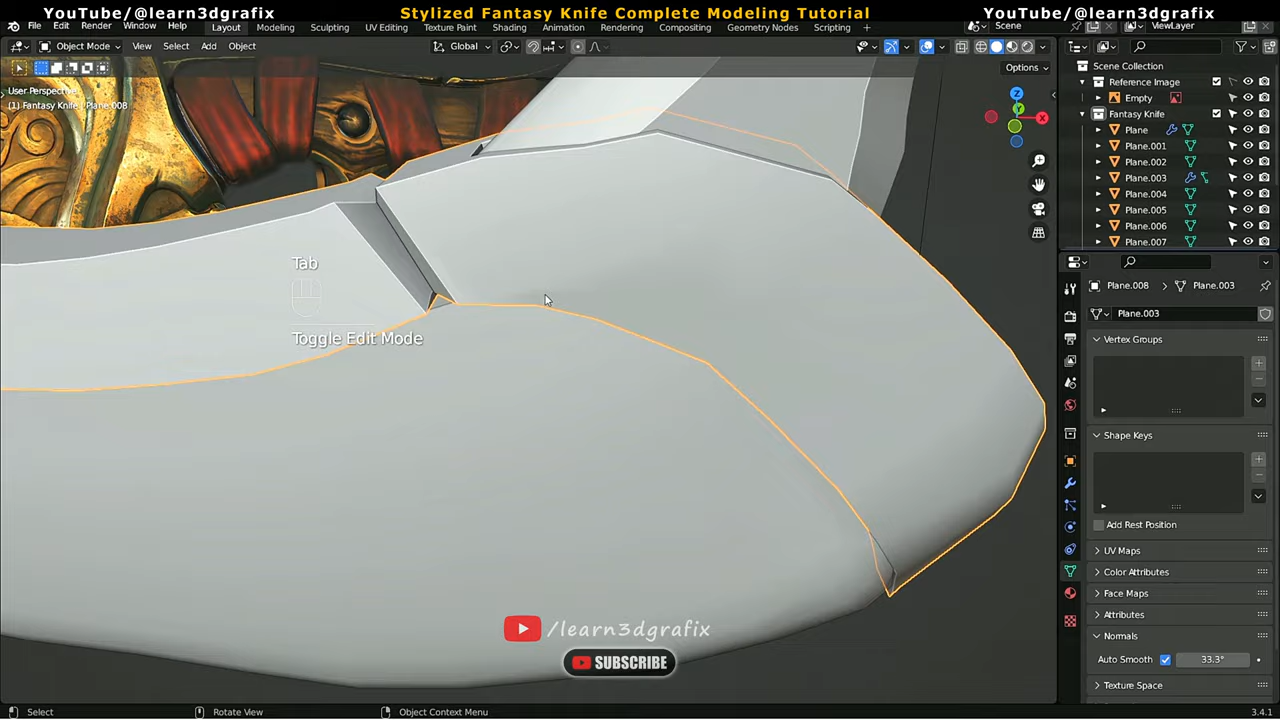 YouTube/@learn3dgrafix Stylized Fantasy Knife Complete Modeling Tutorial YouTube/@learn3dgrafix
File Edit Render Window Help Layout Modeling Sculpting UV Editing Texture Paint Shading Animation Rendering Compositing Geometry Nodes Scripting + Scene ViewLayer
Object Mode View Select Add Object Global
Options
User Perspective
(1) Fantasy Knife | Plane.008
Scene Collection
Reference Image
Empty
Fantasy Knife
Plane
Plane.001
Plane.002
Plane.003
Plane.004
Plane.005
Plane.006
Plane.007
Plane.008 Plane.003
Plane.003
Vertex Groups
Shape Keys
Add Rest Position
UV Maps
Color Attributes
Face Maps
Attributes
Normals
Auto Smooth 33.3°
Texture Space
X
Y
Z
Tab
Toggle Edit Mode
/learn3dgrafix
SUBSCRIBE
Select Rotate View Object Context Menu 3.4.1